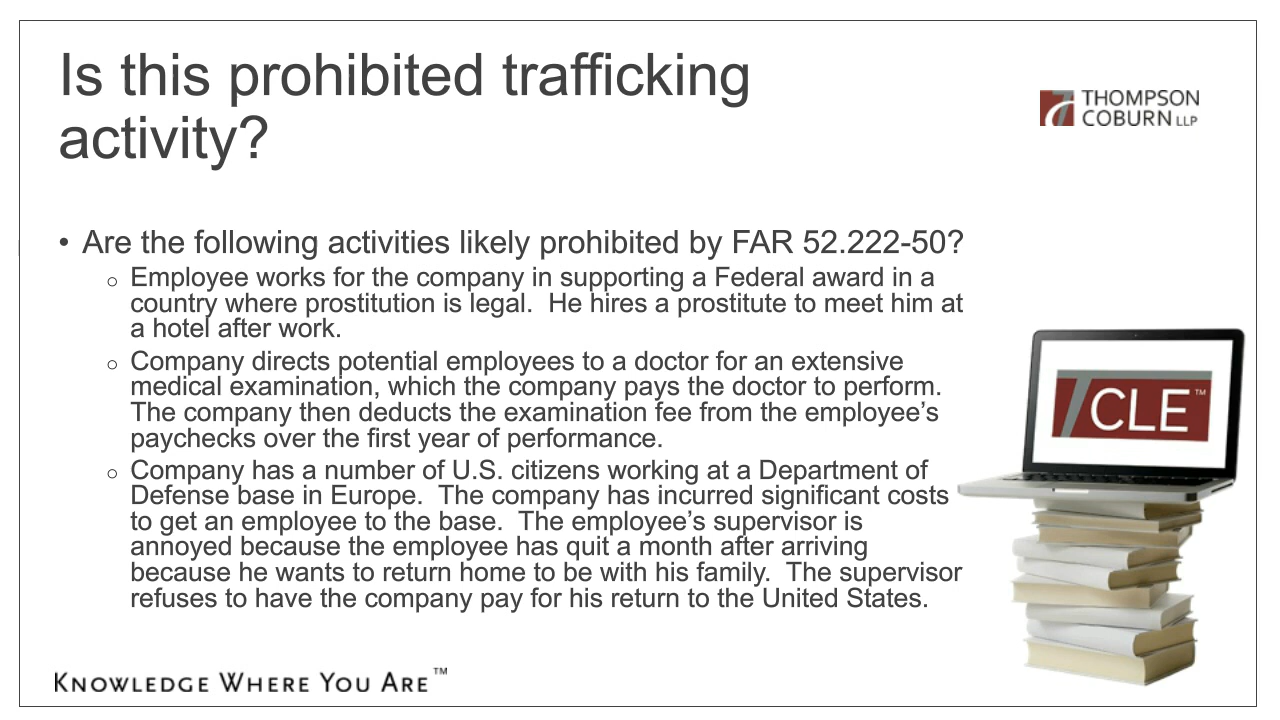 Is this prohibited trafficking
activity?
THOMPSON
COBURN LLP
• Are the following activities likely prohibited by FAR 52.222-50?
o Employee works for the company in supporting a Federal award in a
country where prostitution is legal.  He hires a prostitute to meet him at
a hotel after work.
o Company directs potential employees to a doctor for an extensive
medical examination, which the company pays the doctor to perform.
The company then deducts the examination fee from the employee’s
paychecks over the first year of performance.
o Company has a number of U.S. citizens working at a Department of
Defense base in Europe.  The company has incurred significant costs
to get an employee to the base.  The employee’s supervisor is
annoyed because the employee has quit a month after arriving
because he wants to return home to be with his family.  The supervisor
refuses to have the company pay for his return to the United States.
CLE™
KNOWLEDGE WHERE YOU ARE™